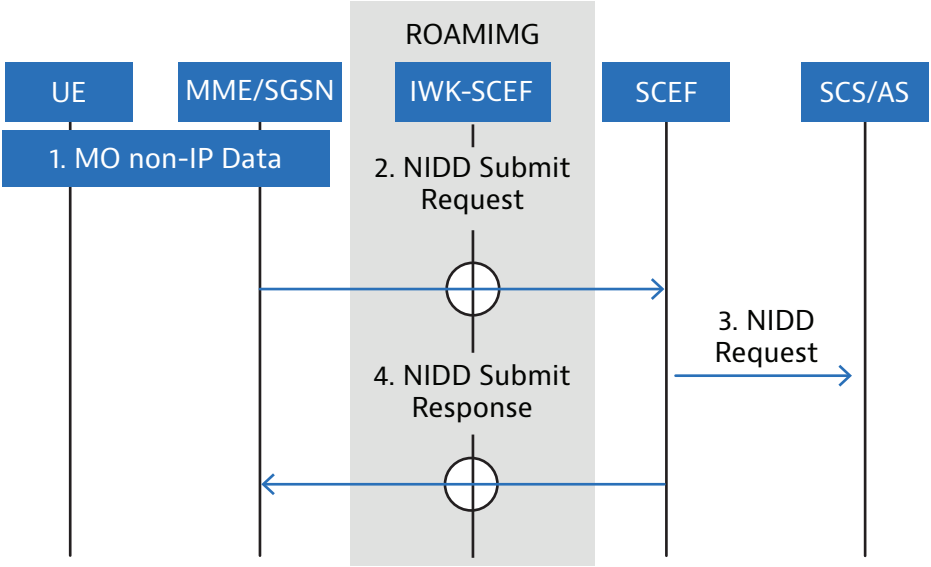 ROAMIMG
UE
MME/SGSN
IWK-SCEF
SCEF
SCS/AS
1. MO non-IP Data
2. NIDD Submit
Request
3. NIDD
Request
4. NIDD Submit
Response